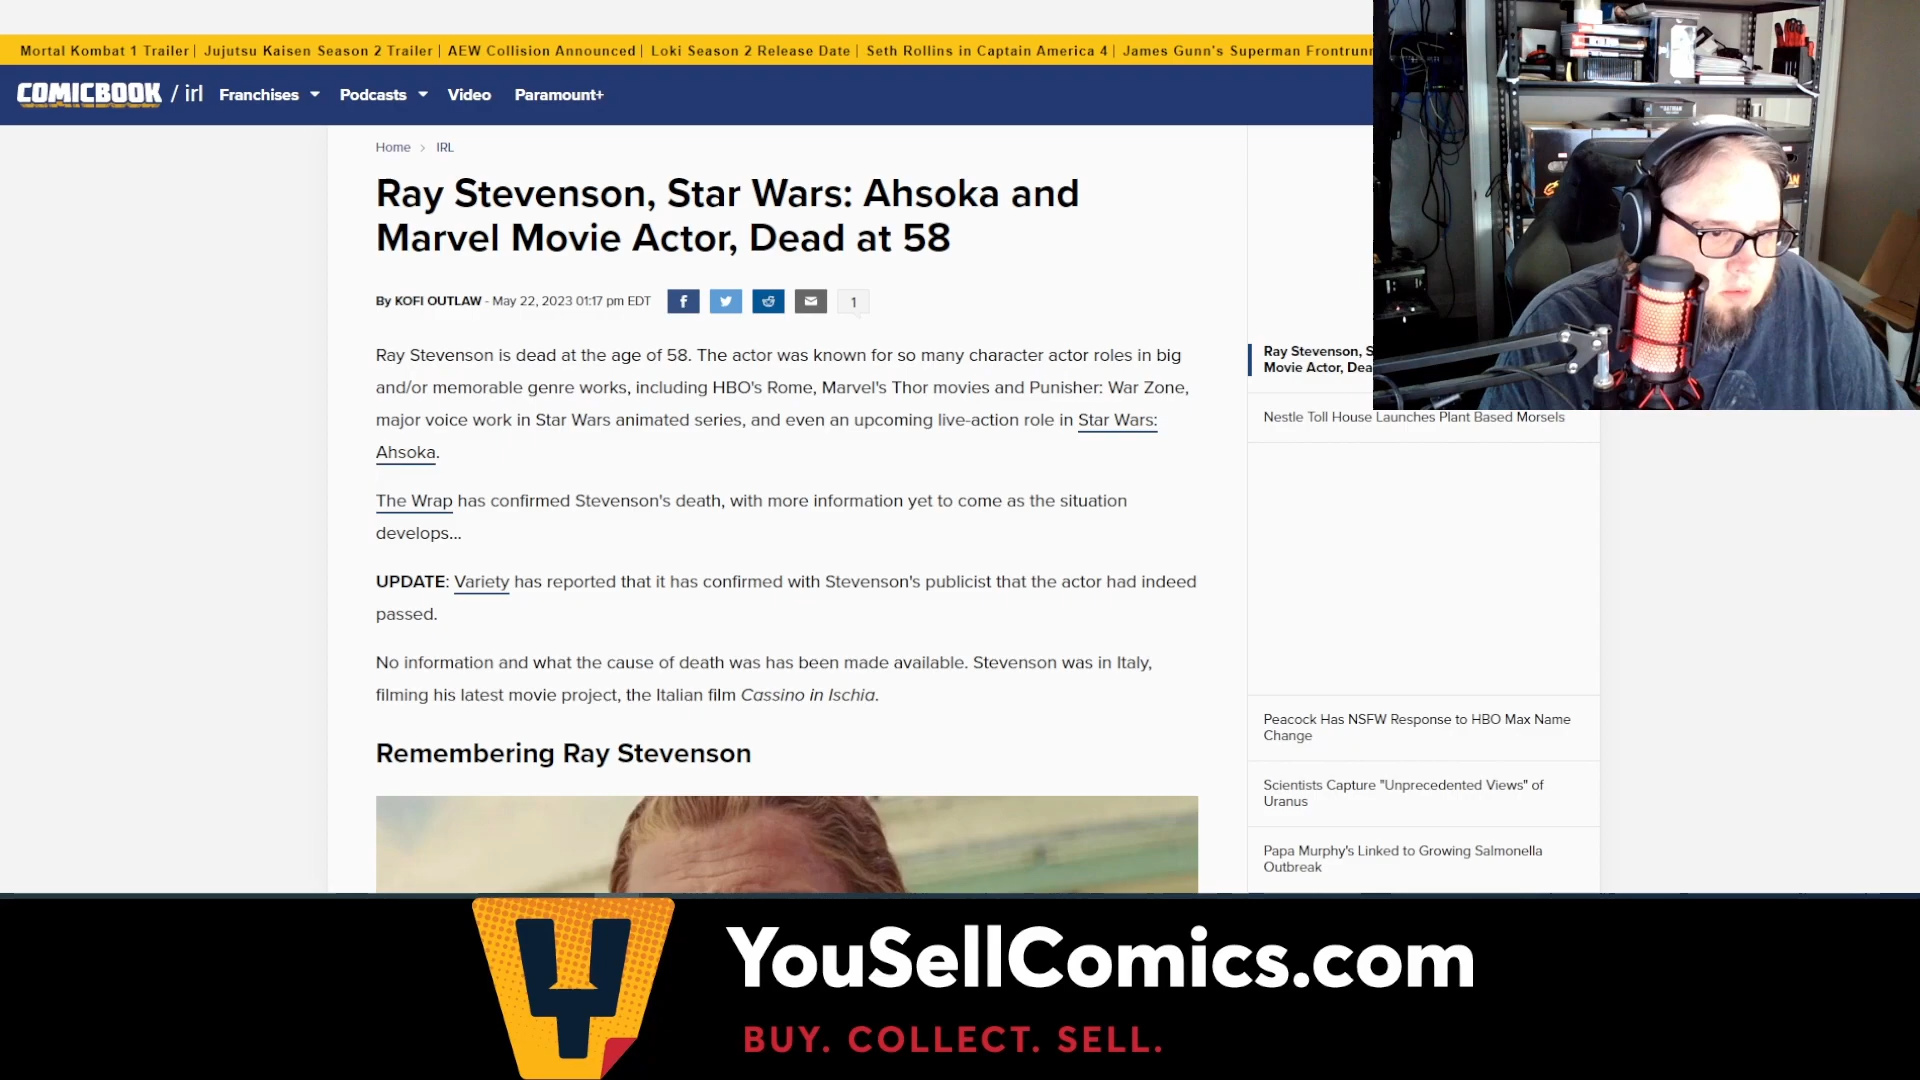 Mortal Kombat 1 Trailer | Jujutsu Kaisen Season 2 Trailer | AEW Collision Announced | Loki Season 2 Release Date | Seth Rollins in Captain America 4 | James Gunn's Superman Frontrunn
COMICBOOK / irl Franchises Podcasts Video Paramount+
Home > IRL
Ray Stevenson, Star Wars: Ahsoka and
Marvel Movie Actor, Dead at 58
By KOFI OUTLAW - May 22, 2023 01:17 pm EDT 1
Ray Stevenson is dead at the age of 58. The actor was known for so many character actor roles in big
and/or memorable genre works, including HBO's Rome, Marvel's Thor movies and Punisher: War Zone,
major voice work in Star Wars animated series, and even an upcoming live-action role in Star Wars:
Ahsoka.
The Wrap has confirmed Stevenson's death, with more information yet to come as the situation
develops...
UPDATE: Variety has reported that it has confirmed with Stevenson's publicist that the actor had indeed
passed.
No information and what the cause of death was has been made available. Stevenson was in Italy,
filming his latest movie project, the Italian film Cassino in Ischia.
Remembering Ray Stevenson
Ray Stevenson, S
Movie Actor, Dea
Nestle Toll House Launches Plant Based Morsels
Peacock Has NSFW Response to HBO Max Name
Change
Scientists Capture "Unprecedented Views" of
Uranus
Papa Murphy's Linked to Growing Salmonella
Outbreak
YouSellComics.com
BUY. COLLECT. SELL.